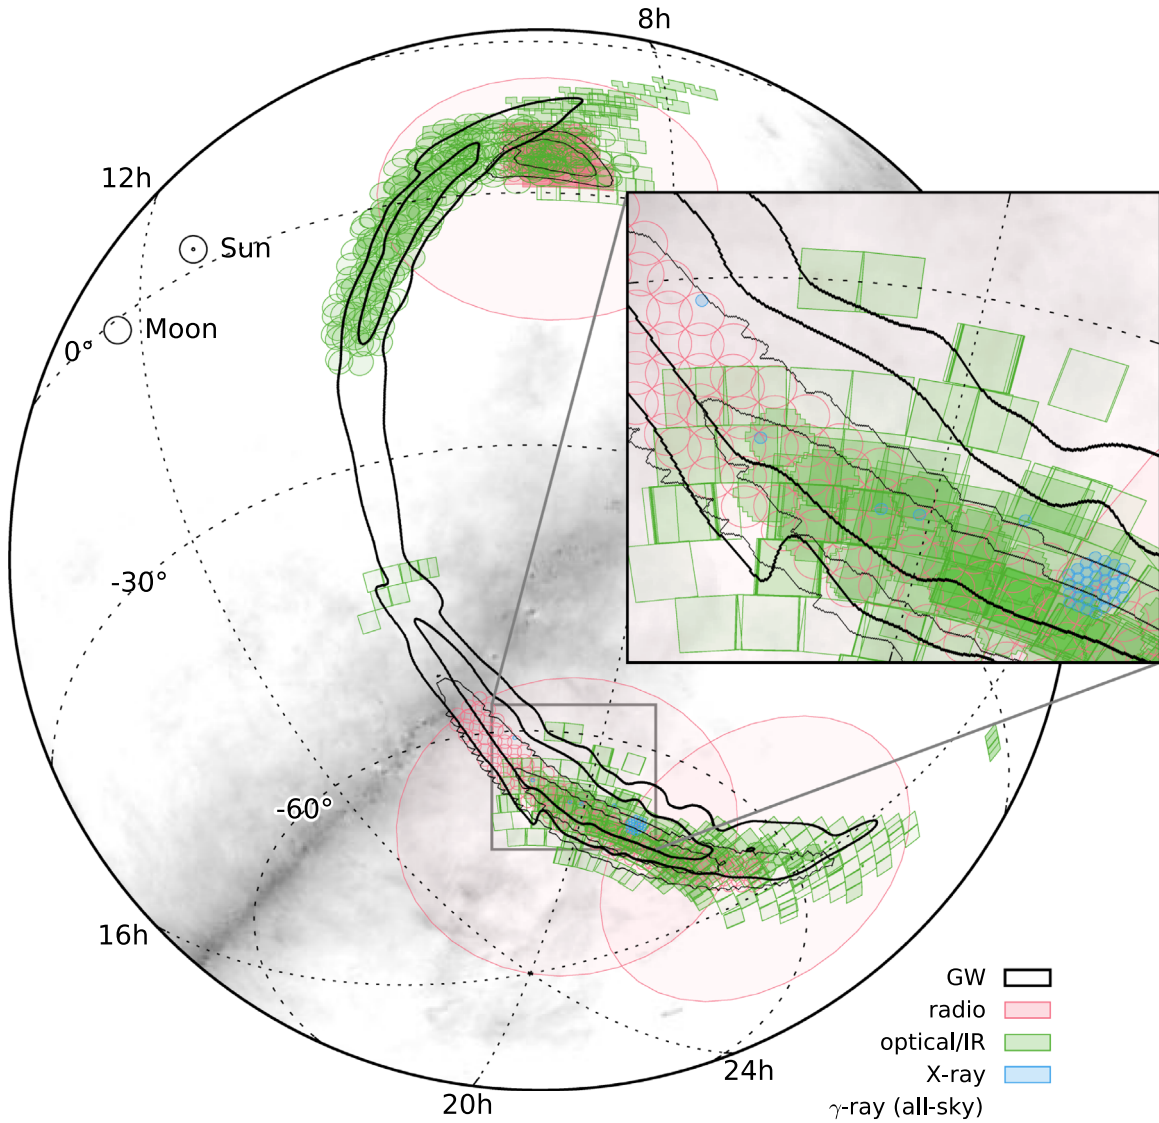 8h
12h
Sun
Moon
0°
-30°
-60°
16h
GW
radio
optical/IR
24h
X-ray
20h
γ-ray (all-sky)